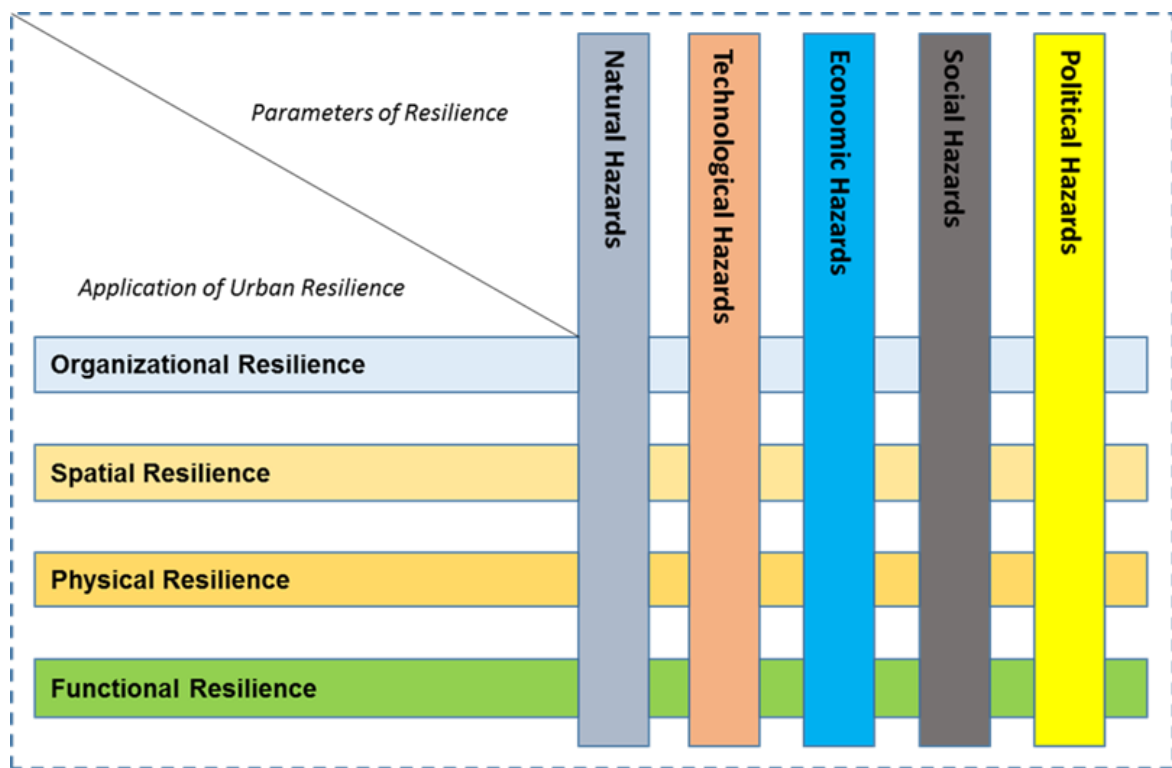 Parameters of Resilience
Application of Urban Resilience
Natural Hazards
Technological Hazards
Economic Hazards
Social Hazards
Political Hazards
Organizational Resilience
Spatial Resilience
Physical Resilience
Functional Resilience